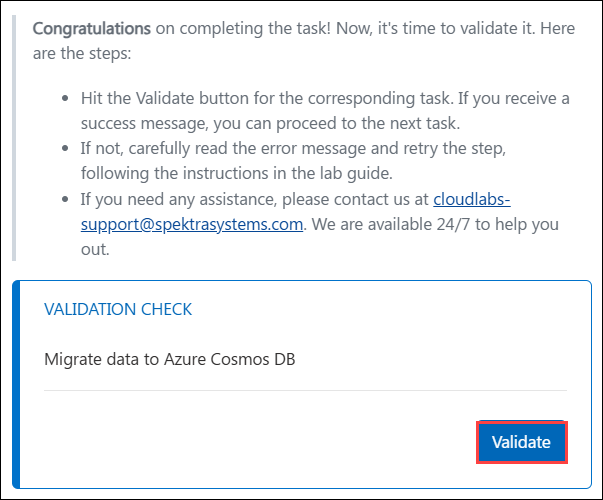 Congratulations on completing the task! Now, it's time to validate it. Here
are the steps:
Hit the Validate button for the corresponding task. If you receive a
success message, you can proceed to the next task.
If not, carefully read the error message and retry the step,
following the instructions in the lab guide.
If you need any assistance, please contact us at cloudlabs-
support@spektrasystems.com. We are available 24/7 to help you
out.
VALIDATION CHECK
Migrate data to Azure Cosmos DB
Validate